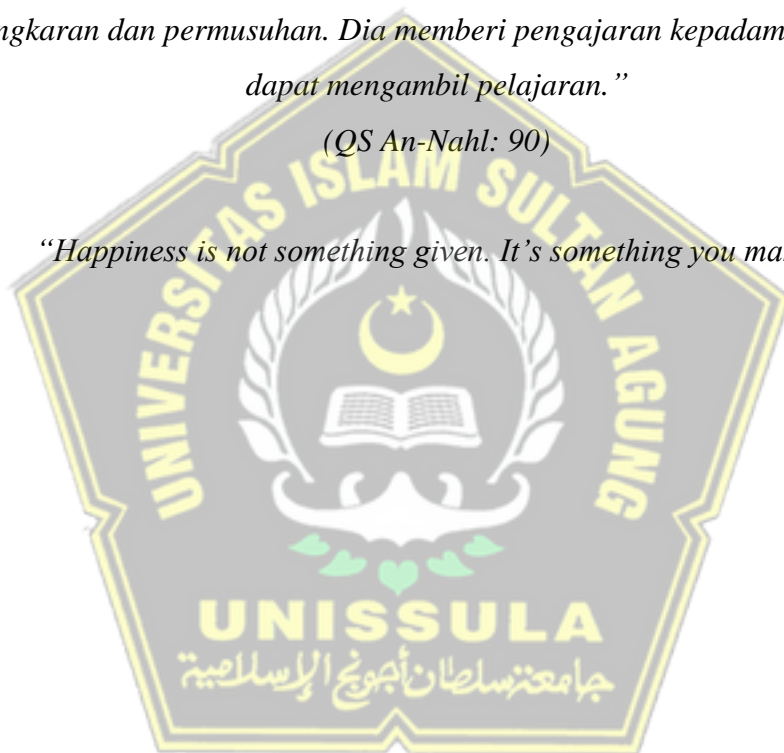 ngkaran dan permusuhan. Dia memberi pengajaran kepadam
dapat mengambil pelajaran.”
(QS An-Nahl: 90)
“Happiness is not something given. It’s something you ma
UNIVERSITAS ISLAM SULTAN AGUNG
UNISSULA
جامعة سلطان أجونج الإسلامية